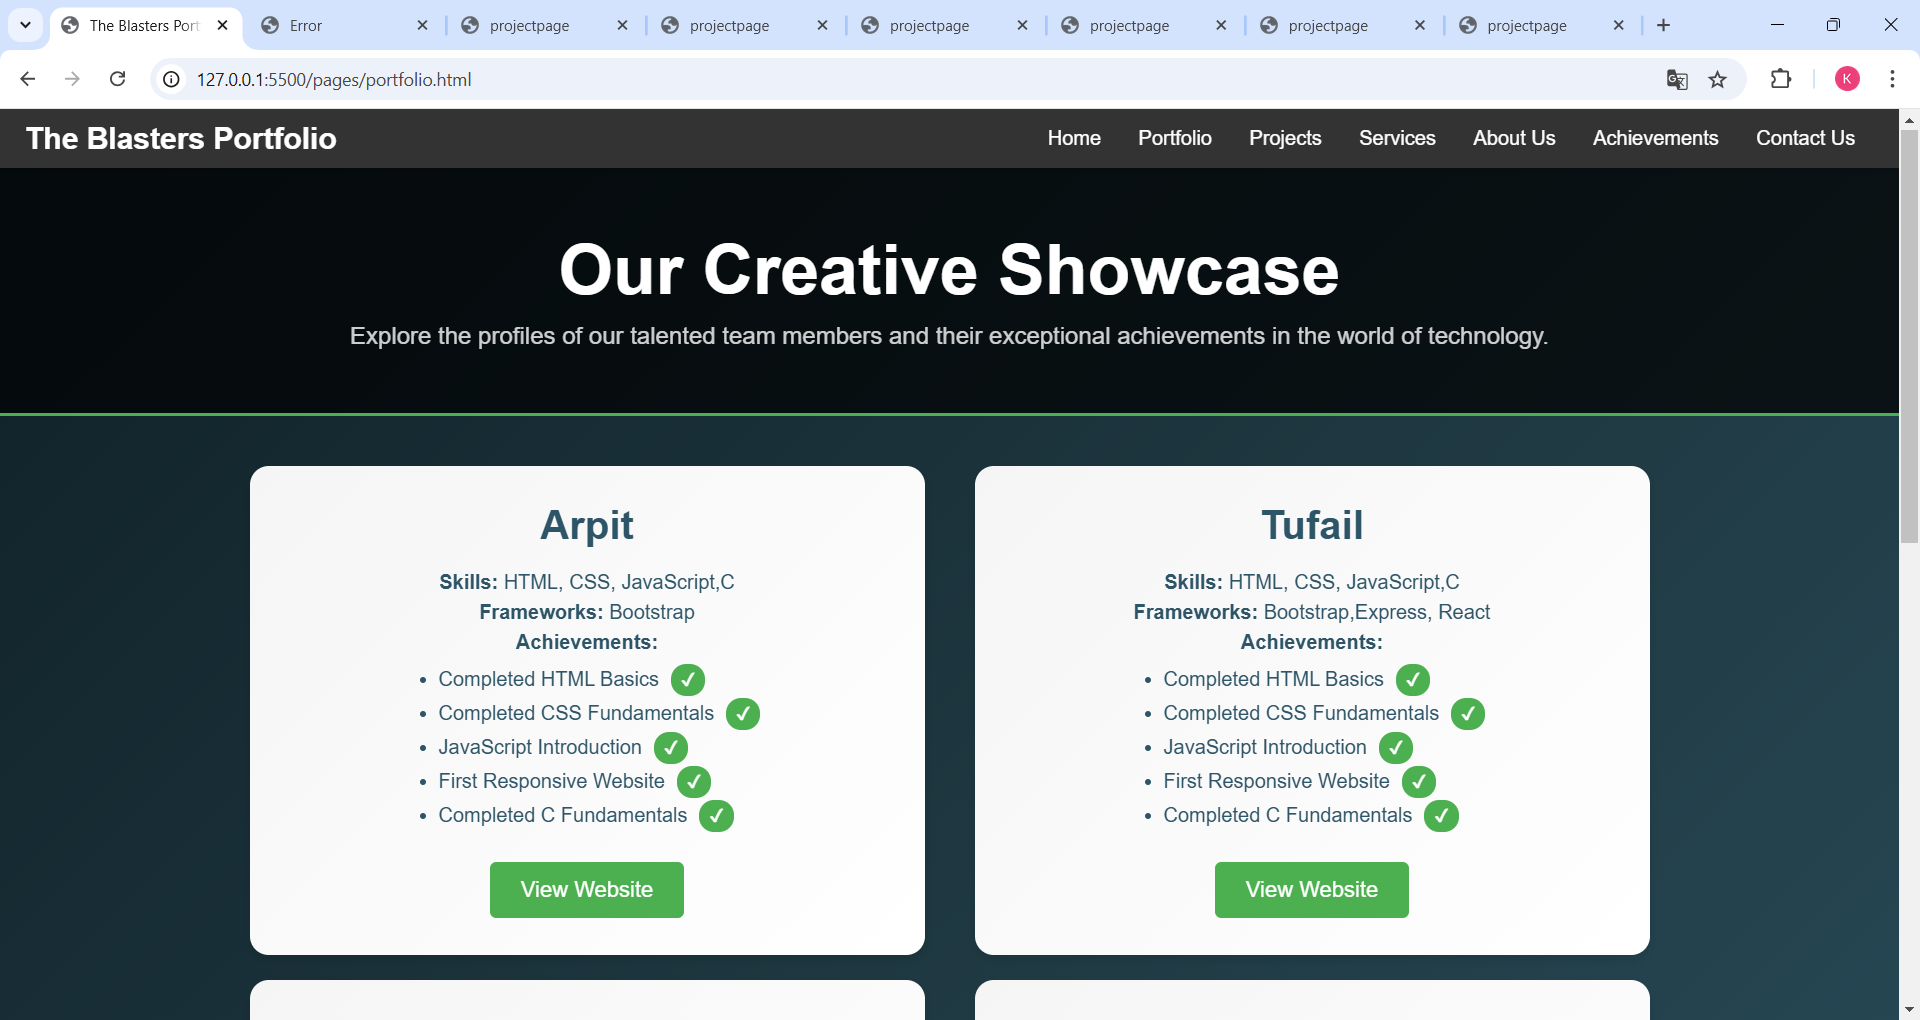 The Blasters Port
Error
projectpage
projectpage
projectpage
projectpage
projectpage
projectpage
127.0.0.1:5500/pages/portfolio.html
K
The Blasters Portfolio
Home
Portfolio
Projects
Services
About Us
Achievements
Contact Us
Our Creative Showcase
Explore the profiles of our talented team members and their exceptional achievements in the world of technology.
Arpit
Skills: HTML, CSS, JavaScript,C
Frameworks: Bootstrap
Achievements:
Completed HTML Basics
Completed CSS Fundamentals
JavaScript Introduction
First Responsive Website
Completed C Fundamentals
View Website
Tufail
Skills: HTML, CSS, JavaScript,C
Frameworks: Bootstrap,Express, React
Achievements:
Completed HTML Basics
Completed CSS Fundamentals
JavaScript Introduction
First Responsive Website
Completed C Fundamentals
View Website